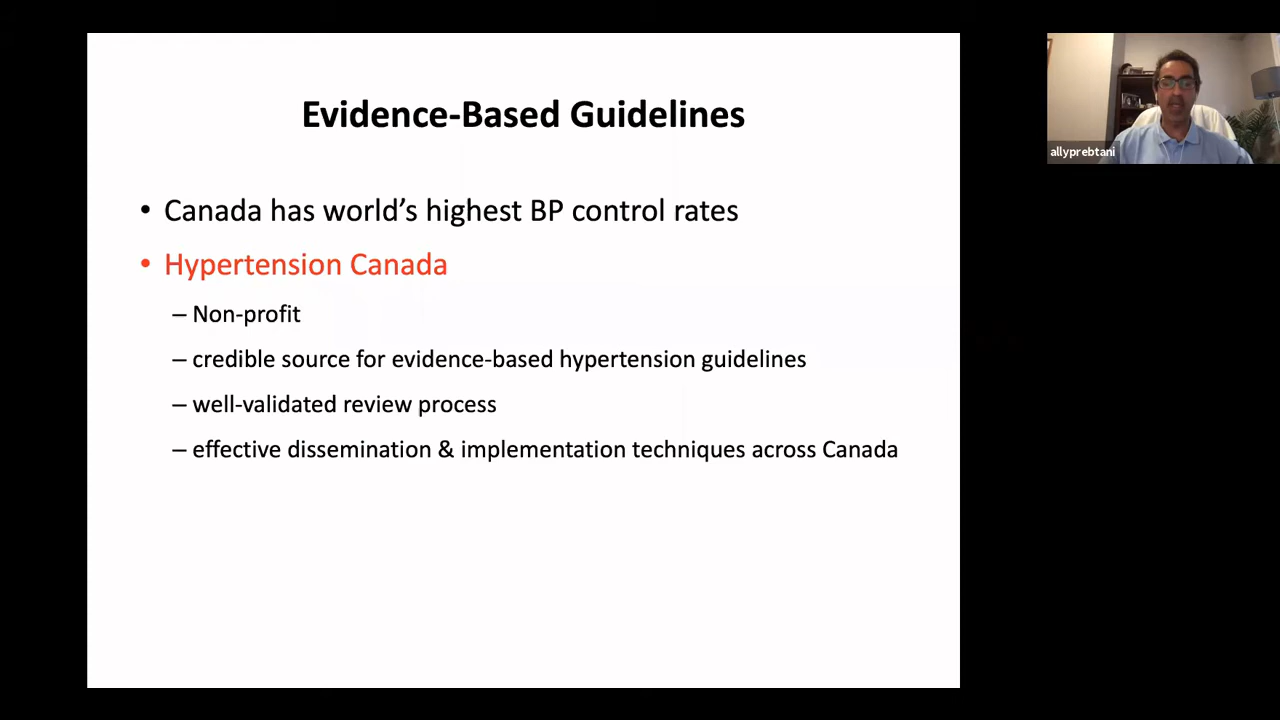 Evidence-Based Guidelines
• Canada has world's highest BP control rates
• Hypertension Canada
– Non-profit
– credible source for evidence-based hypertension guidelines
– well-validated review process
– effective dissemination & implementation techniques across Canada
allyprebtani